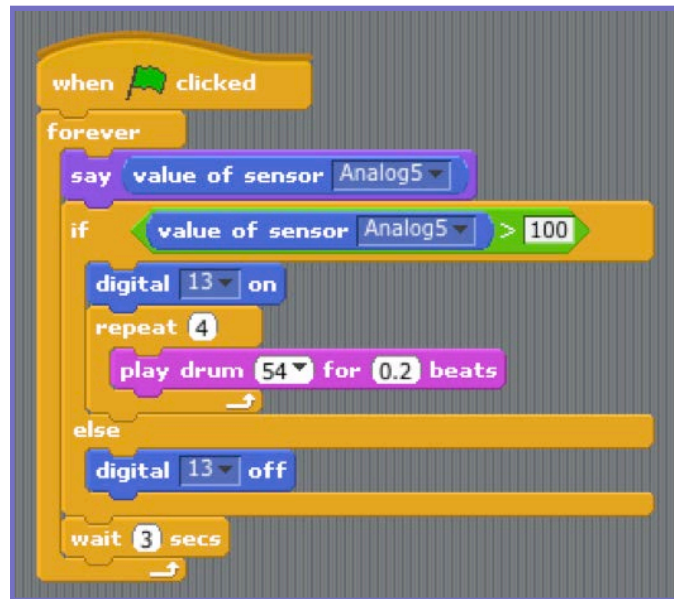 when clicked
forever
say value of sensor Analog5
if value of sensor Analog5 > 100
digital 13 on
repeat 4
play drum 54 for 0.2 beats
else
digital 13 off
wait 3 secs